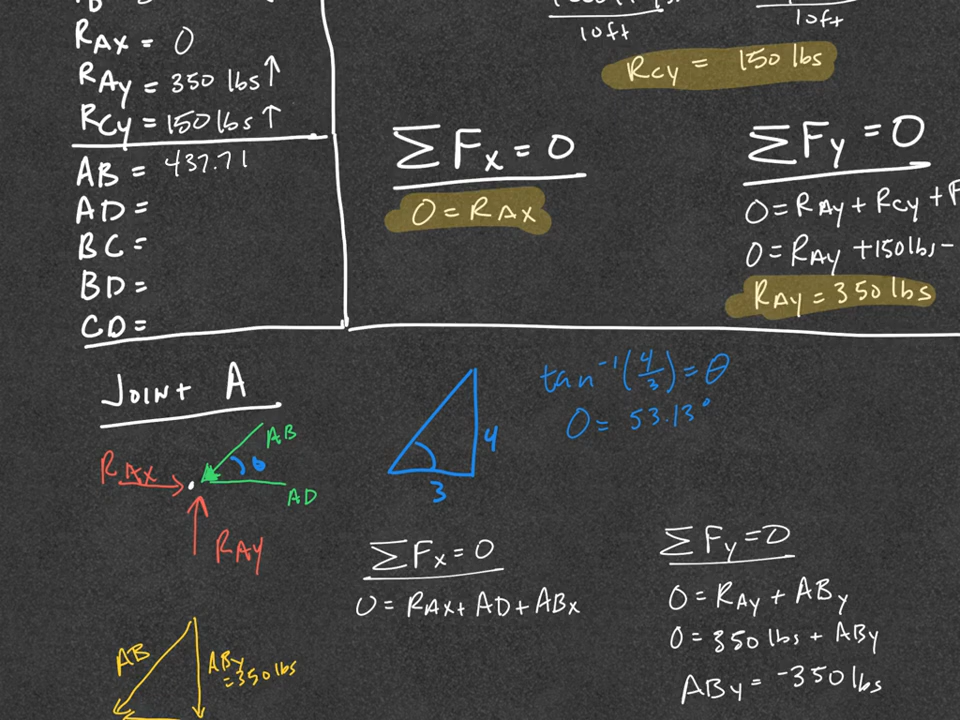 RAX = 0
RAY = 350 lbs ↑
RCY = 150 lbs ↑
AB = 437.71
AD =
BC =
BD =
CD =
10ft
10ft
RCY = 150 lbs
ΣFX = 0
0 = RAX
ΣFY = 0
0 = RAY + RCY + F
0 = RAY + 150 lbs -
RAY = 350 lbs
JOINT A
RAX
AB
θ
AD
RAY
4
3
tan⁻¹(4/3) = θ
θ = 53.13°
ΣFX = 0
0 = RAX + AD + ABX
ΣFY = 0
0 = RAY + ABY
0 = 350 lbs + ABY
ABY = -350 lbs
AB
ABY
= 350 lbs